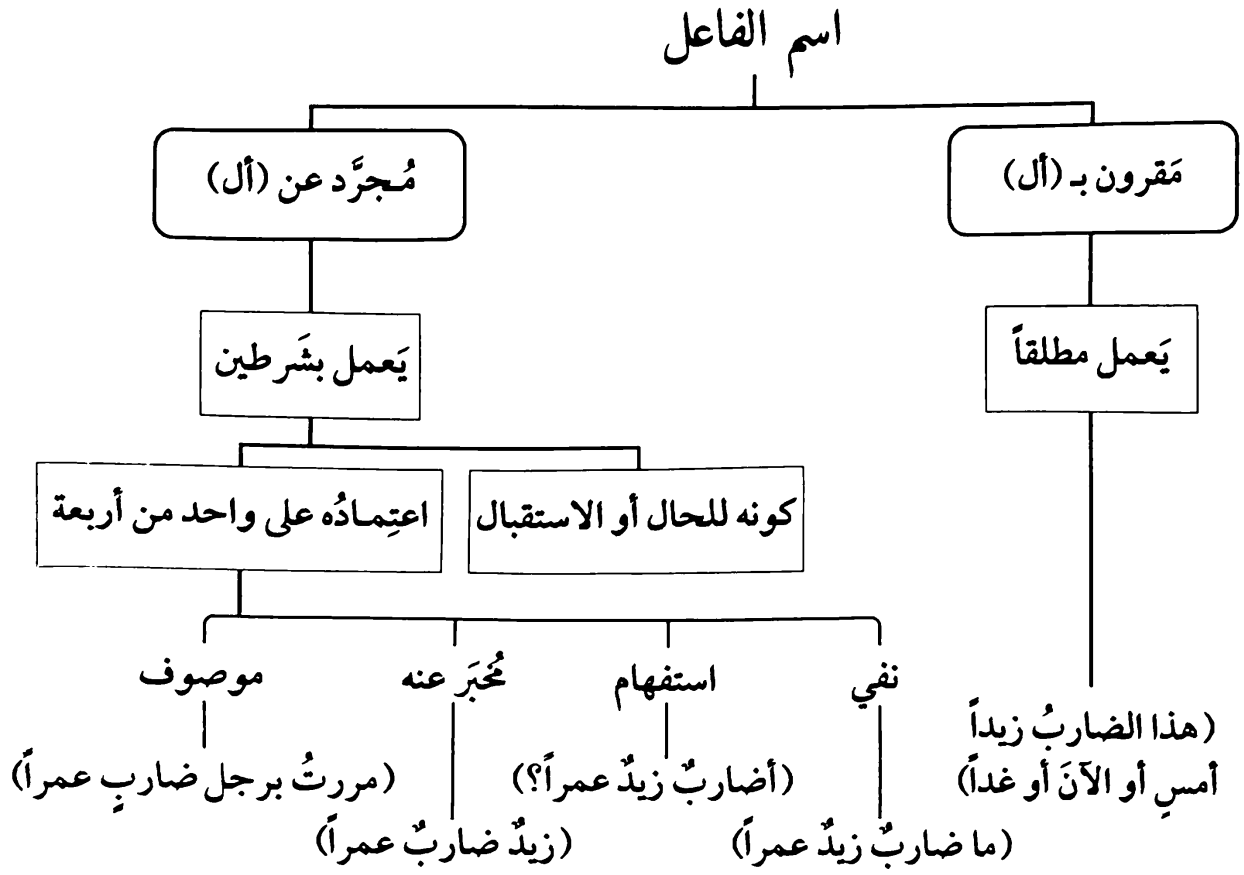 اسم الفاعل
مَقرون بـ (أل)
مُـجرَّد عن (أل)
يَعمل مطلقاً
يَعمل بشَرطين
كونه للحال أو الاستقبال
اعتِمـادُه على واحد من أربعة
نفي
استفهام
مُخبَر عنه
موصوف
(هذا الضاربُ زيداً
أمسِ أو الآنَ أو غداً)
(أضاربٌ زيدٌ عمراً؟)
(مررتُ برجل ضاربٍ عمراً)
(ما ضاربٌ زيدٌ عمراً)
(زيدٌ ضاربٌ عمراً)